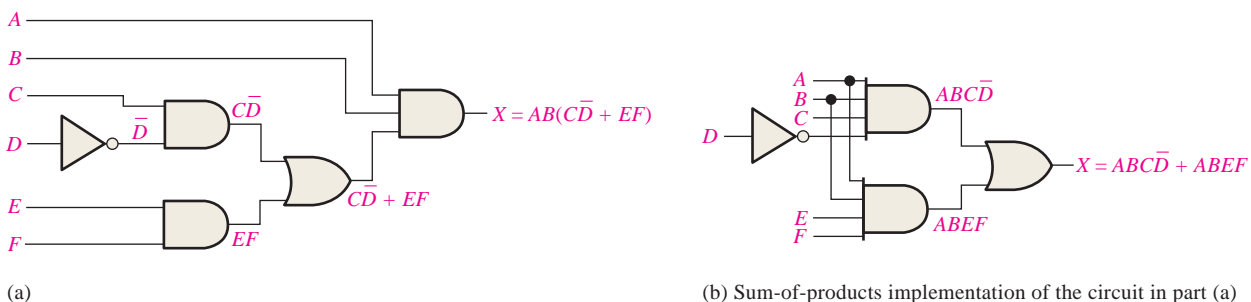 A
B
C
D
D̅
CD̅
X = AB(CD̅ + EF)
CD̅ + EF
E
F
EF
(a)
A
B
C
D
ABCD̅
X = ABCD̅ + ABEF
E
F
ABEF
(b) Sum-of-products implementation of the circuit in part (a)